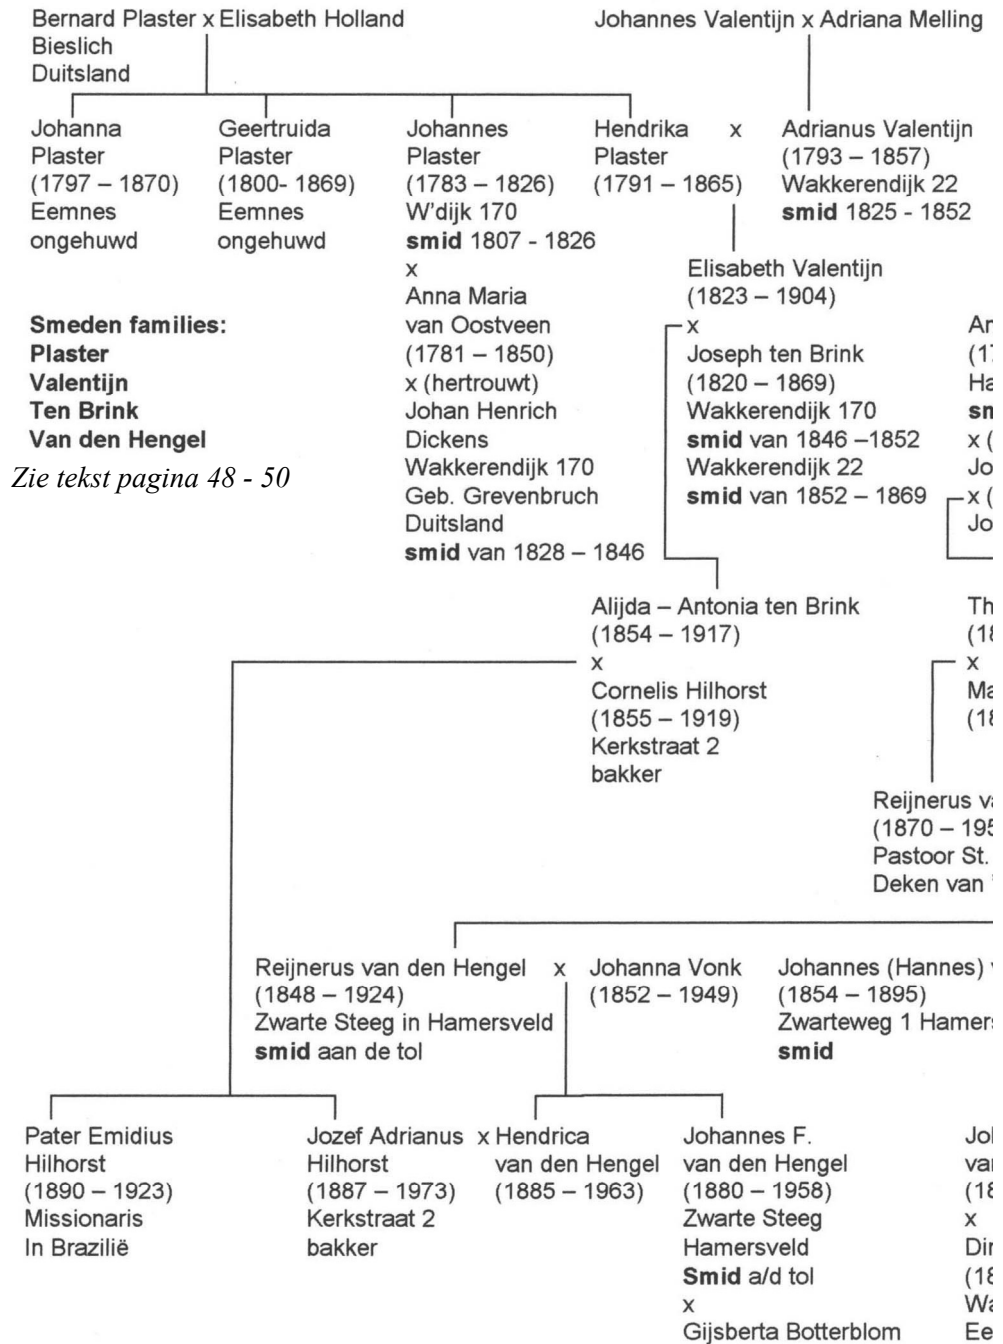 Bernard Plaster x Elisabeth Holland
Bieslich
Duitsland
Johannes Valentijn x Adriana Melling
Johanna
Plaster
(1797 – 1870)
Eemnes
ongehuwd
Geertruida
Plaster
(1800- 1869)
Eemnes
ongehuwd
Johannes
Plaster
(1783 – 1826)
W'dijk 170
smid 1807 - 1826
x
Anna Maria
van Oostveen
(1781 – 1850)
x (hertrouwt)
Johan Henrich
Dickens
Wakkerendijk 170
Geb. Grevenbruch
Duitsland
smid van 1828 – 1846
Hendrika x
Plaster
(1791 – 1865)
Adrianus Valentijn
(1793 – 1857)
Wakkerendijk 22
smid 1825 - 1852
Elisabeth Valentijn
(1823 – 1904)
x
Joseph ten Brink
(1820 – 1869)
Wakkerendijk 170
smid van 1846 –1852
Wakkerendijk 22
smid van 1852 – 1869
Smeden families:
Plaster
Valentijn
Ten Brink
Van den Hengel
Zie tekst pagina 48 - 50
x (
x (
Alijda – Antonia ten Brink
(1854 – 1917)
x
Cornelis Hilhorst
(1855 – 1919)
Kerkstraat 2
bakker
x
Reijnerus
(1870 –
Pastoor St.
Deken van
Reijnerus van den Hengel x Johanna Vonk
(1848 – 1924)
Zwarte Steeg in Hamersveld
smid aan de tol
(1852 – 1949)
Johannes (Hannes)
(1854 – 1895)
Zwarteweg 1
smid
Pater Emidius
Hilhorst
(1890 – 1923)
Missionaris
In Brazilië
Jozef Adrianus x Hendrica
Hilhorst
(1887 – 1973)
Kerkstraat 2
bakker
van den Hengel
(1885 – 1963)
Johannes F.
van den Hengel
(1880 – 1958)
Zwarte Steeg
Hamersveld
Smid a/d tol
x
Gijsberta Botterblom
x